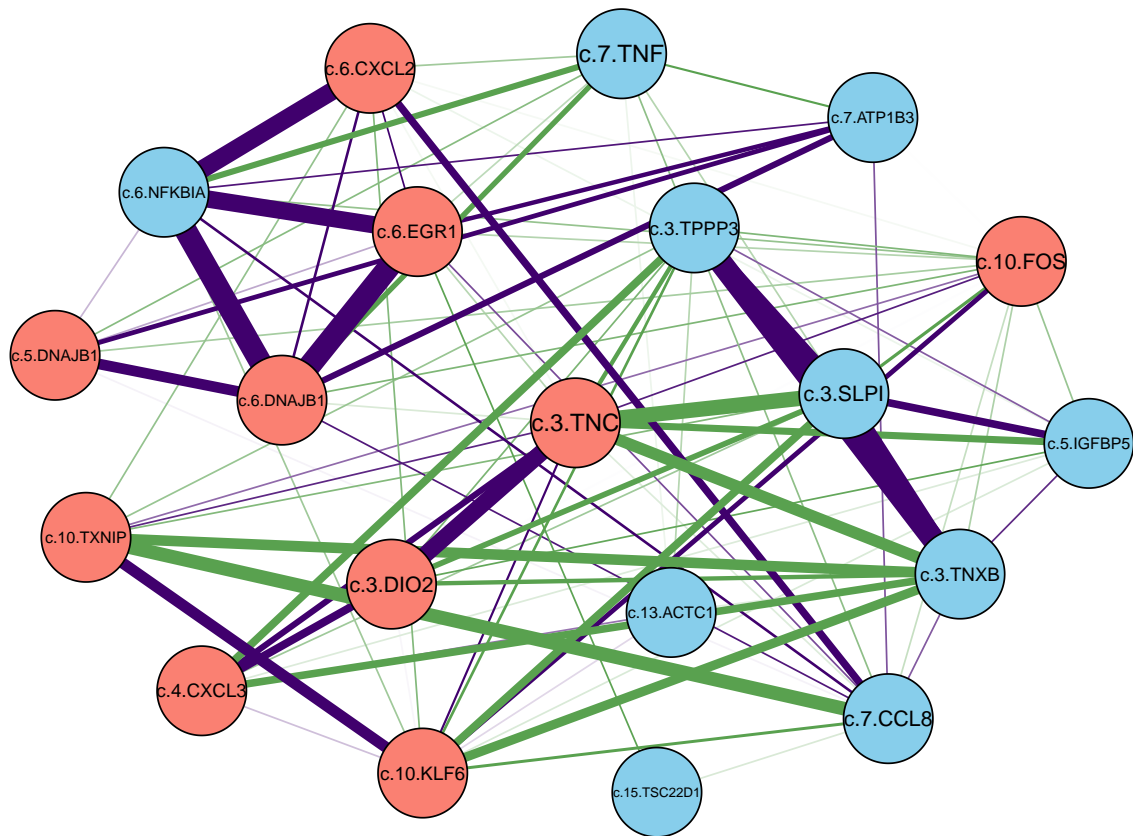 c.7.TNF
c.6.CXCL2
c.7.ATP1B3
c.6.NFKBIA
c.3.TPPP3
c.6.EGR1
c.10.FOS
c.5.DNAJB1
c.3.SLPI
c.6.DNAJB1
c.3.TNC
c.5.IGFBP5
c.10.TXNIP
c.3.TNXB
c.3.DIO2
c.13.ACTC1
c.4.CXCL3
c.7.CCL8
c.10.KLF6
c.15.TSC22D1